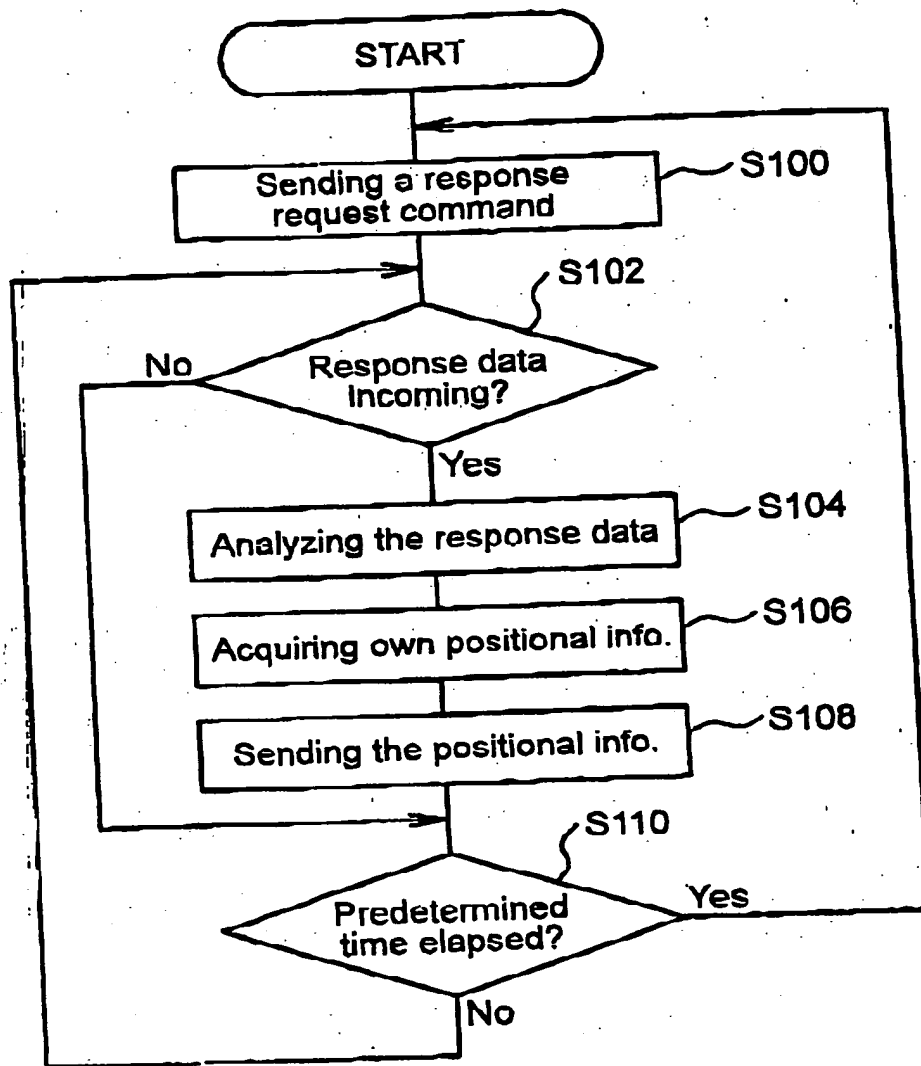 START
Sending a response
request command
S100
S102
No
Response data
Incoming?
Yes
Analyzing the response data
S104
Acquiring own positional info.
S106
Sending the positional info.
S108
S110
Predetermined
time elapsed?
Yes
No